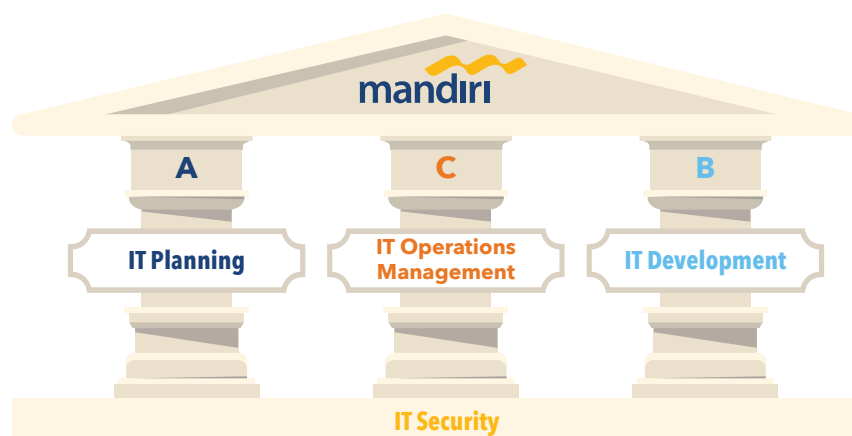 mandiri
A
C
B
IT Planning
IT Operations
Management
IT Development
IT Security